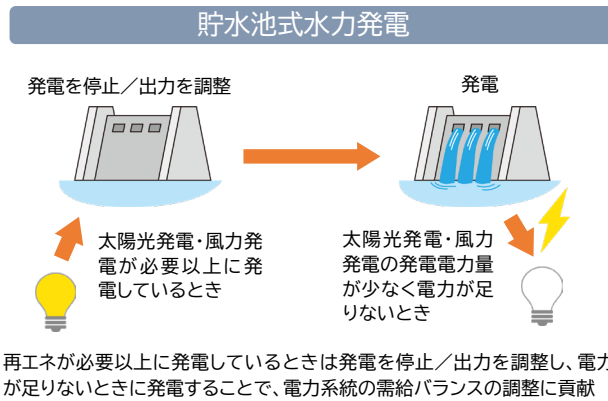 貯水池式水力発電
発電を停止／出力を調整
発電
太陽光発電・風力発
電が必要以上に発
電しているとき
太陽光発電・風力
発電の発電電力量
が少なく電力が足
りないとき
再エネが必要以上に発電しているときは発電を停止／出力を調整し、電力
が足りないときに発電することで、電力系統の需給バランスの調整に貢献